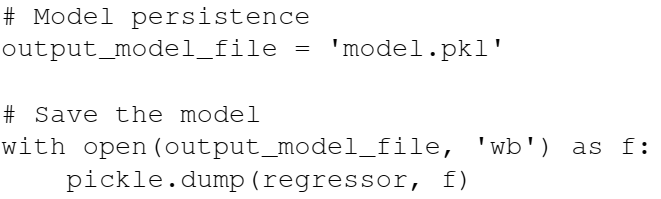 # Model persistence
output_model_file = 'model.pkl'

# Save the model
with open(output_model_file, 'wb') as f:
    pickle.dump(regressor, f)